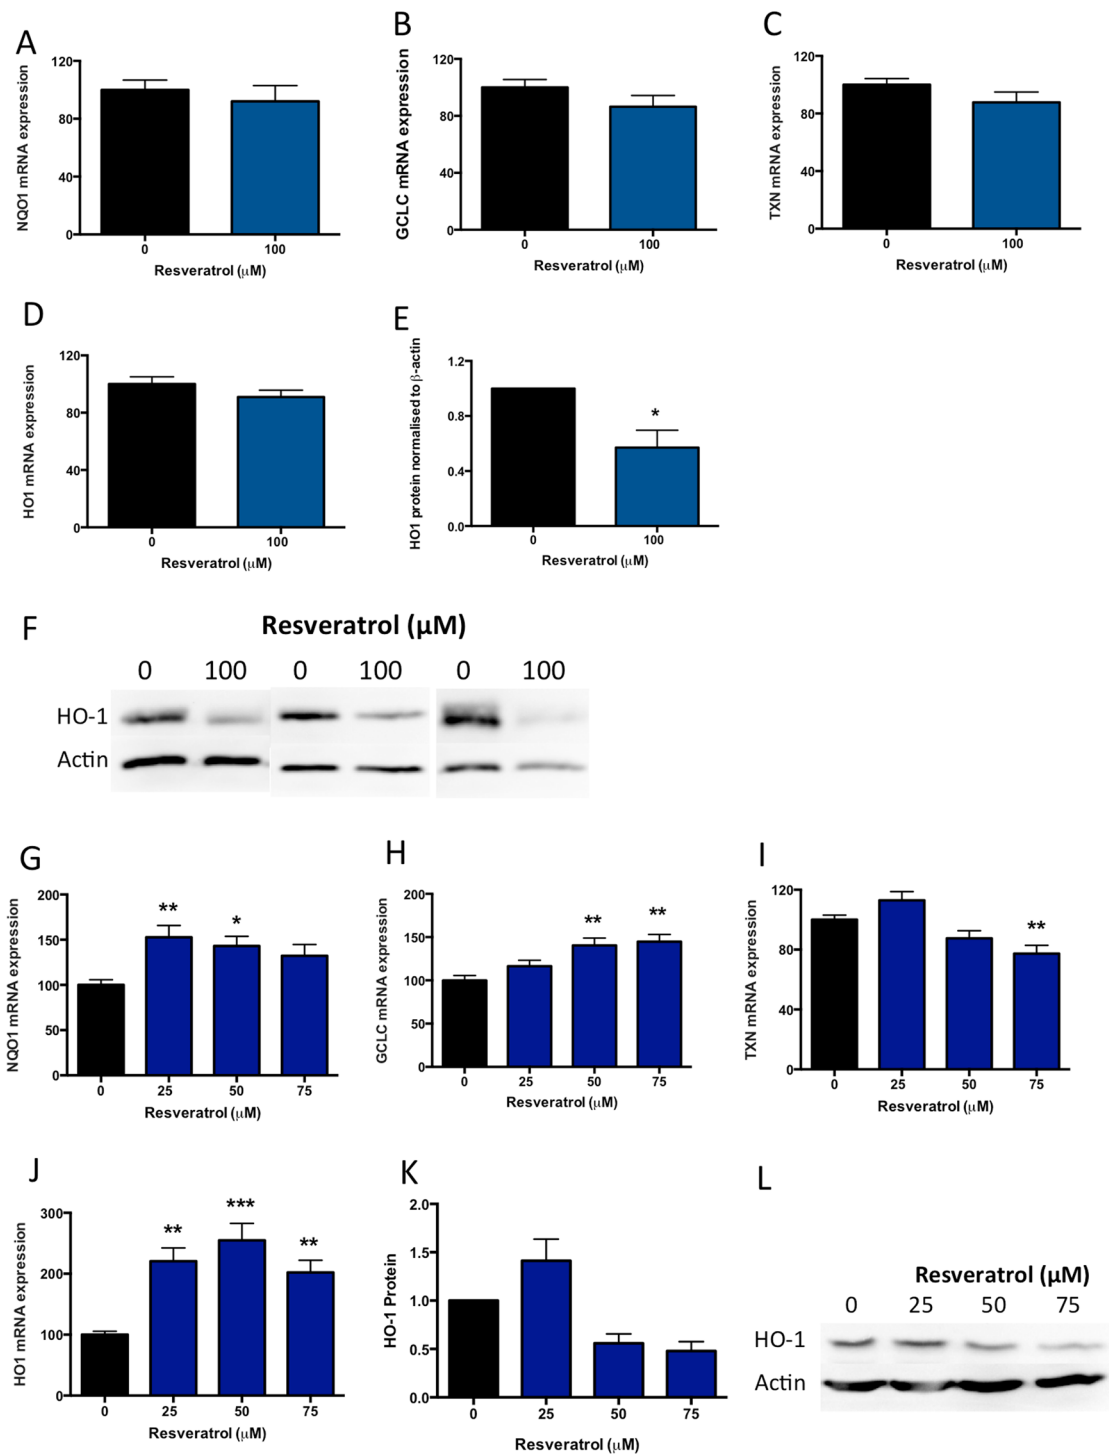 A
NQO1 mRNA expression
120
80
40
0
0 100
Resveratrol (μM)
B
GCLC mRNA expression
120
80
40
0
0 100
Resveratrol (μM)
C
TXN mRNA expression
120
80
40
0
0 100
Resveratrol (μM)
D
HO1 mRNA expression
120
80
40
0
0 100
Resveratrol (μM)
E
HO1 protein normalised to β-actin
1.2
0.8
0.4
0.0
*
0 100
Resveratrol (μM)
F
Resveratrol (μM)
0 100 0 100 0 100
HO-1
Actin
G
NQO1 mRNA expression
200
150
100
50
0
** *
0 25 50 75
Resveratrol (μM)
H
GCLC mRNA expression
200
150
100
50
0
** **
0 25 50 75
Resveratrol (μM)
I
TXN mRNA expression
120
80
40
0
**
0 25 50 75
Resveratrol (μM)
J
HO1 mRNA expression
300
200
100
0
** *** **
0 25 50 75
Resveratrol (μM)
K
HO-1 Protein
2.0
1.5
1.0
0.5
0.0
0 25 50 75
Resveratrol (μM)
L
Resveratrol (μM)
0 25 50 75
HO-1
Actin